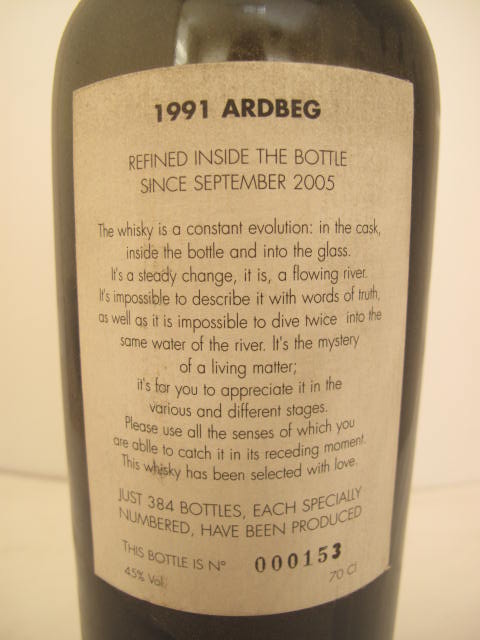 1991 ARDBEG
REFINED INSIDE THE BOTTLE
SINCE SEPTEMBER 2005
The whisky is a constant evolution: in the cask,
inside the bottle and into the glass.
It's a steady change, it is, a flowing river.
It's impossible to describe it with words of truth,
as well as it is impossible to dive twice into the
same water of the river. It's the mystery
of a living matter;
it's for you to appreciate it in the
various and different stages.
Please use all the senses of which you
are ablle to catch it in its receding moment.
This whisky has been selected with love.
JUST 384 BOTTLES, EACH SPECIALLY
NUMBERED, HAVE BEEN PRODUCED
THIS BOTTLE IS N° 000153
45% Vol. 70 Cl